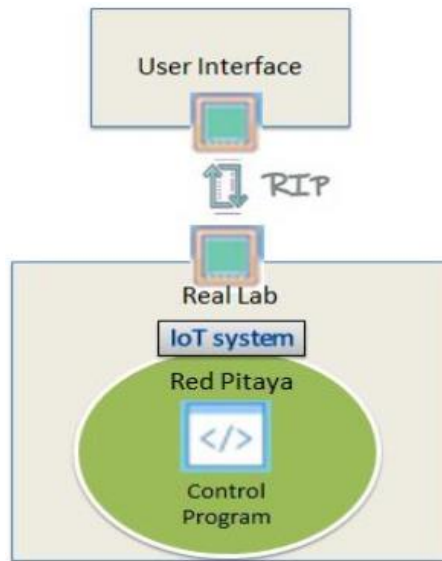 User Interface
RIP
Real Lab
IoT system
Red Pitaya
</>
Control
Program